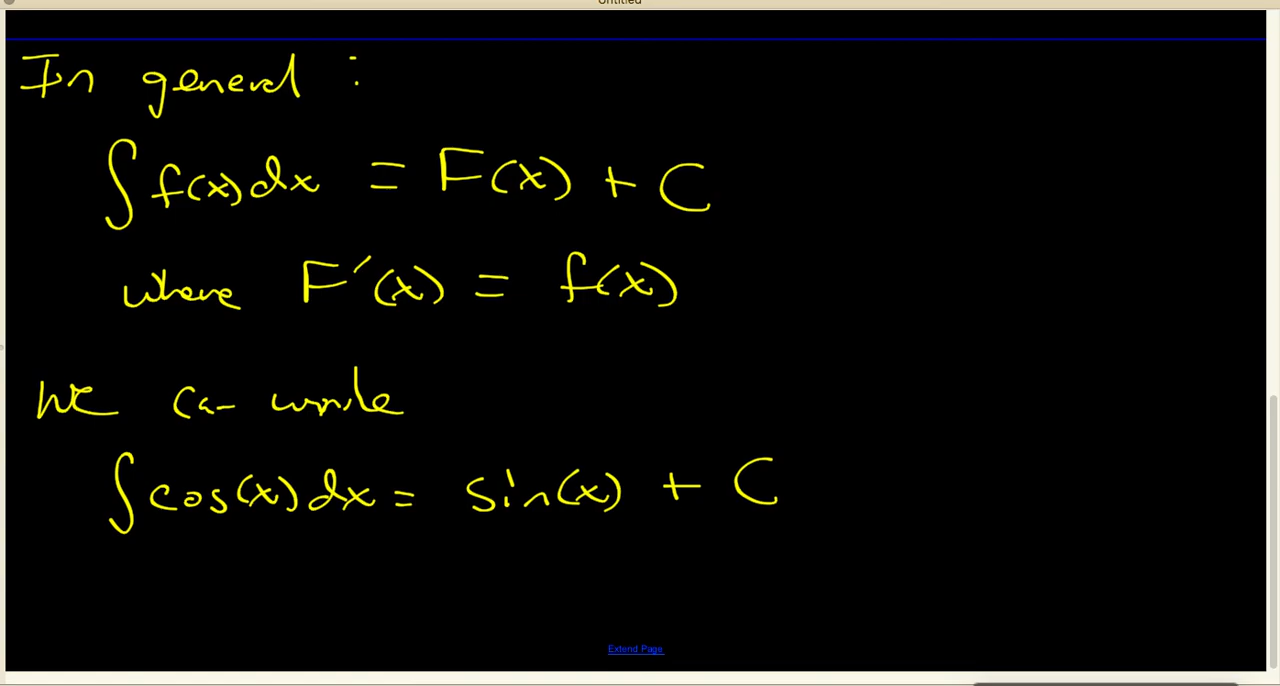 Untitled
In general :
∫ f(x) dx = F(x) + C
where F′(x) = f(x)
We can write
∫ cos(x) dx = sin(x) + C
Extend Page